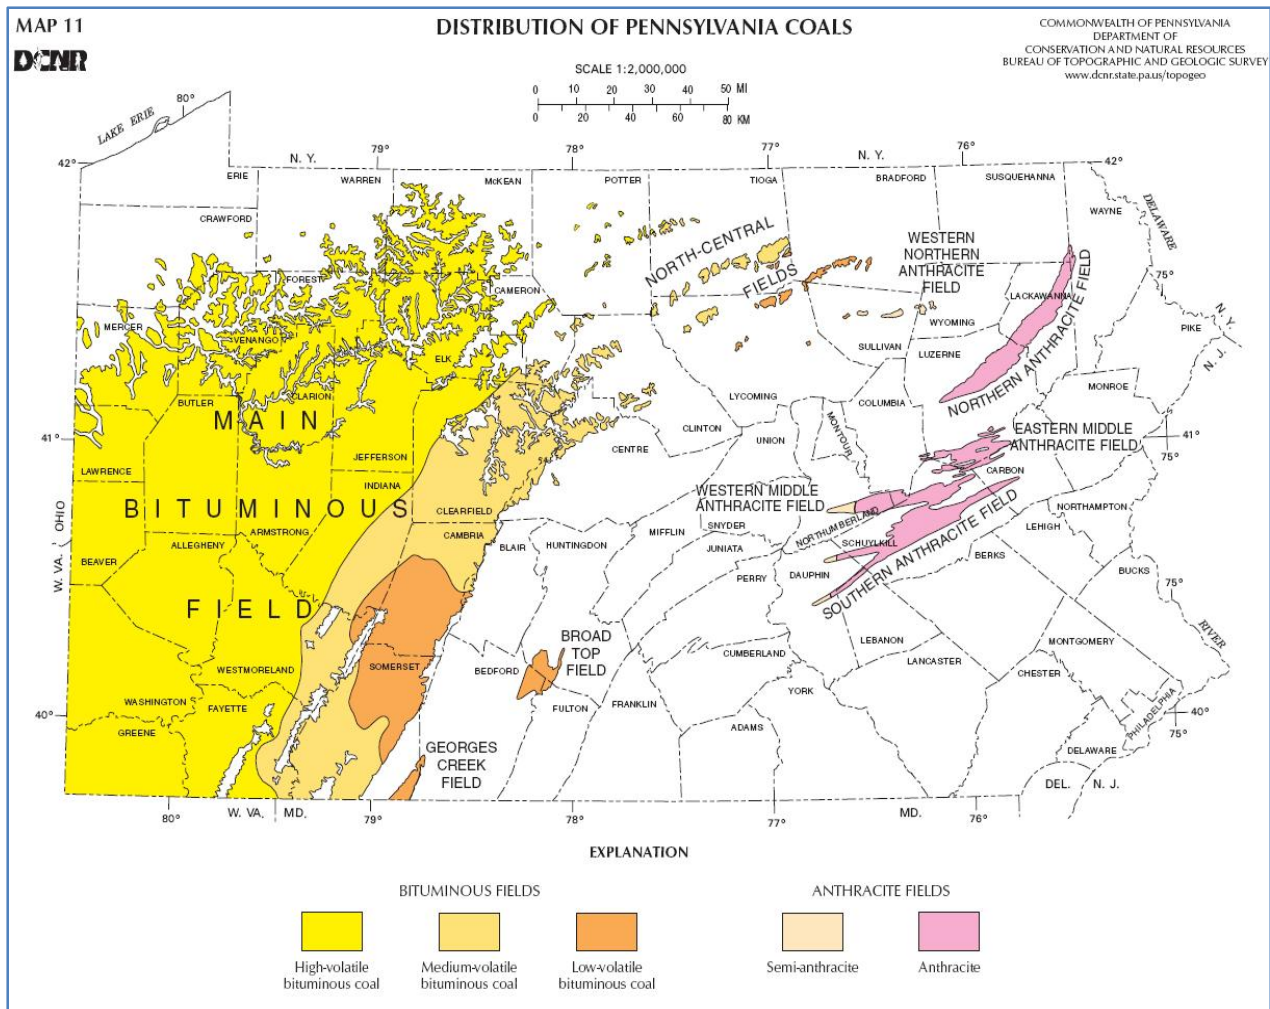 MAP 11
DCNR
DISTRIBUTION OF PENNSYLVANIA COALS
COMMONWEALTH OF PENNSYLVANIA
DEPARTMENT OF
CONSERVATION AND NATURAL RESOURCES
BUREAU OF TOPOGRAPHIC AND GEOLOGIC SURVEY
www.dcnr.state.pa.us/topogeo
SCALE 1:2,000,000
0 10 20 30 40 50 MI
0 20 40 60 80 KM
LAKE ERIE
80°
79°
N. Y.
78°
77°
N. Y.
76°
42°
42°
ERIE
WARREN
McKEAN
POTTER
TIOGA
BRADFORD
SUSQUEHANNA
WAYNE
DELAWARE
CRAWFORD
NORTH-CENTRAL
FIELDS
WESTERN
NORTHERN
ANTHRACITE
FIELD
75°
FOREST
CAMERON
LACKAWANNA
MERCER
VENANGO
WYOMING
PIKE
N. Y.
N. J.
ELK
SULLIVAN
LUZERNE
NORTHERN ANTHRACITE FIELD
MONROE
BUTLER
CLARION
LYCOMING
COLUMBIA
MAIN
CLINTON
UNION
MONTOUR
EASTERN MIDDLE
ANTHRACITE FIELD
41°
41°
75°
CENTRE
JEFFERSON
LAWRENCE
CARBON
INDIANA
WESTERN MIDDLE
ANTHRACITE FIELD
BITUMINOUS
CLEARFIELD
NORTHUMBERLAND
NORTHAMPTON
OHIO
W. VA.
ARMSTRONG
CAMBRIA
MIFFLIN
SNYDER
LEHIGH
ALLEGHENY
BLAIR
HUNTINGDON
JUNIATA
SCHUYLKILL
BERKS
BEAVER
PERRY
DAUPHIN
SOUTHERN ANTHRACITE FIELD
BUCKS
75°
FIELD
BROAD
TOP
FIELD
LEBANON
MONTGOMERY
RIVER
WESTMORELAND
SOMERSET
BEDFORD
CUMBERLAND
LANCASTER
CHESTER
WASHINGTON
FAYETTE
FULTON
FRANKLIN
YORK
PHILADELPHIA
40°
40°
75°
GREENE
ADAMS
GEORGES
CREEK
FIELD
DELAWARE
DEL.
N. J.
80°
W. VA.
MD.
79°
78°
77°
MD.
76°
EXPLANATION
BITUMINOUS FIELDS
ANTHRACITE FIELDS
High-volatile
bituminous coal
Medium-volatile
bituminous coal
Low-volatile
bituminous coal
Semi-anthracite
Anthracite